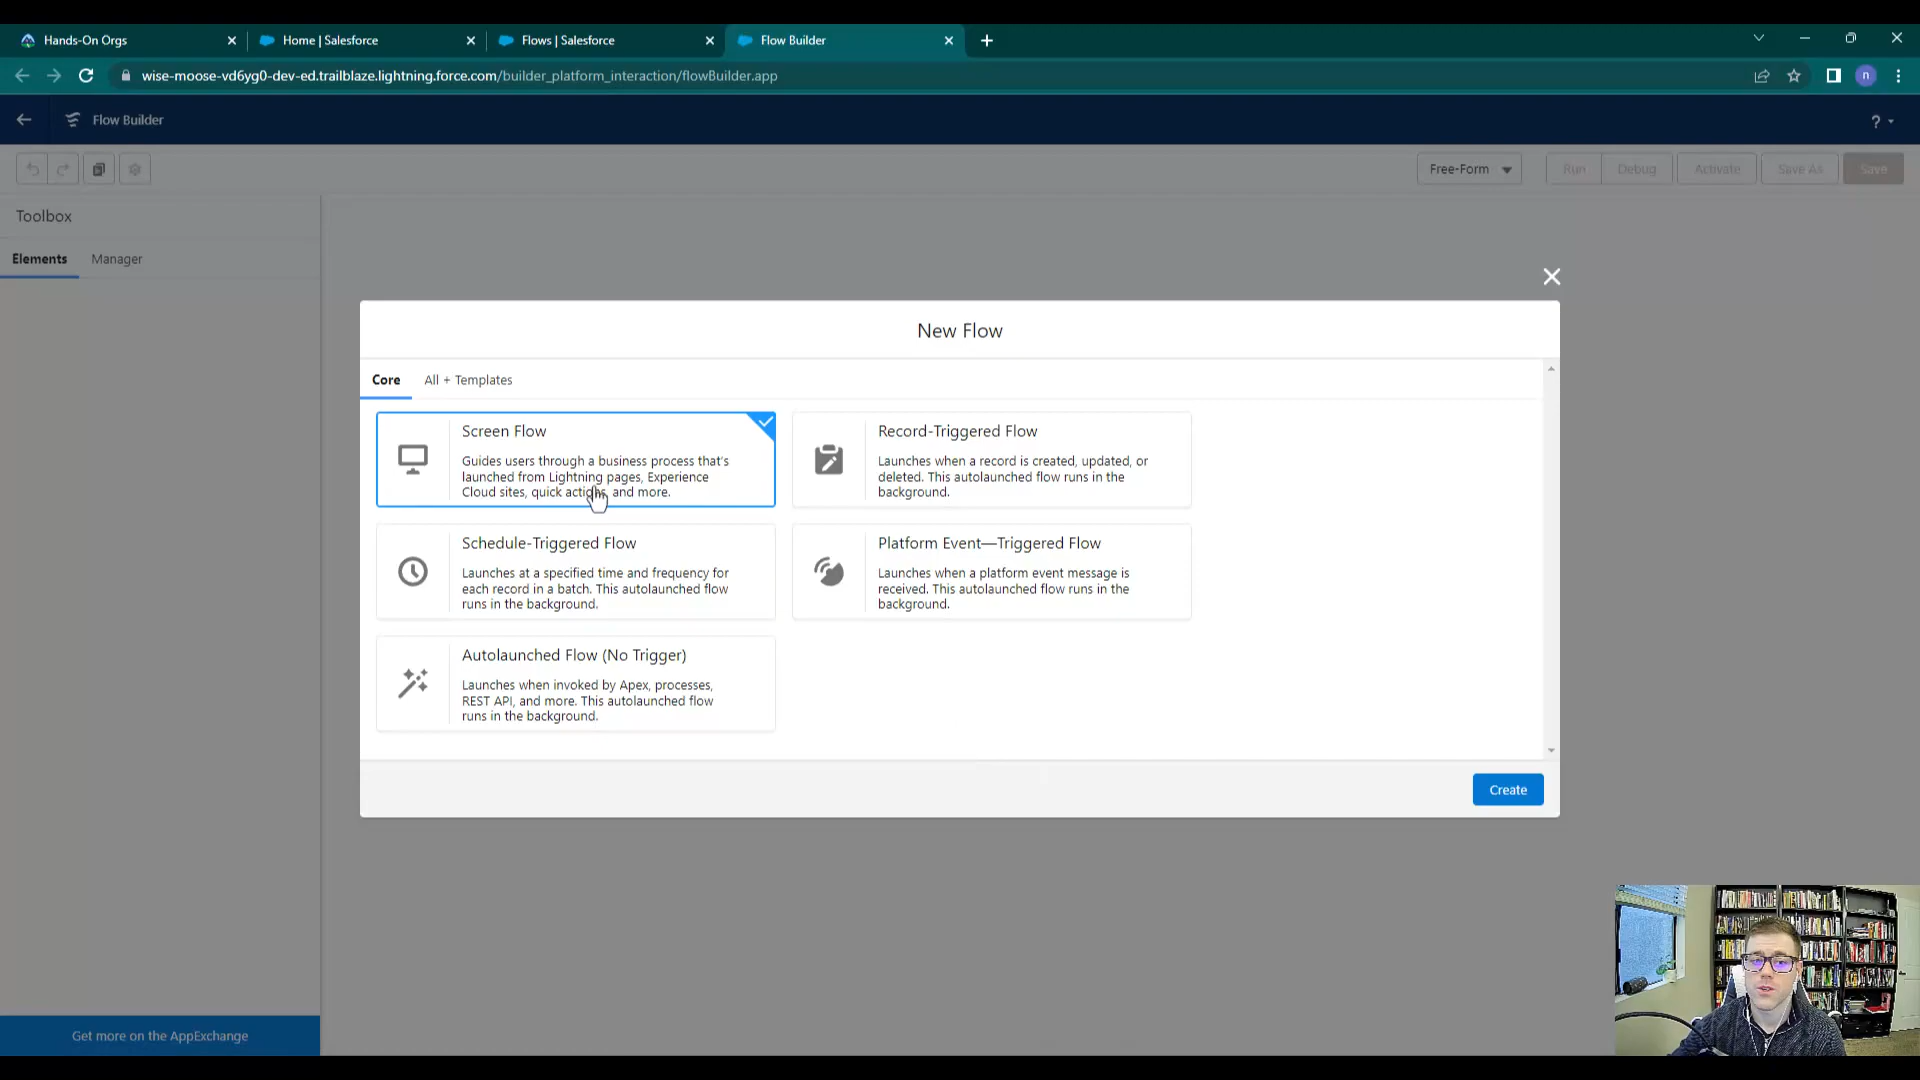 Hands-On Orgs
Home | Salesforce
Flows | Salesforce
Flow Builder
wise-moose-vd6yg0-dev-ed.trailblaze.lightning.force.com/builder_platform_interaction/flowBuilder.app
n
Flow Builder
?
Free-Form
Run
Debug
Activate
Save As
Save
Toolbox
Elements
Manager
New Flow
Core
All + Templates
Screen Flow
Guides users through a business process that's
launched from Lightning pages, Experience
Cloud sites, quick actions, and more.
Record-Triggered Flow
Launches when a record is created, updated, or
deleted. This autolaunched flow runs in the
background.
Schedule-Triggered Flow
Launches at a specified time and frequency for
each record in a batch. This autolaunched flow
runs in the background.
Platform Event—Triggered Flow
Launches when a platform event message is
received. This autolaunched flow runs in the
background.
Autolaunched Flow (No Trigger)
Launches when invoked by Apex, processes,
REST API, and more. This autolaunched flow
runs in the background.
Create
Get more on the AppExchange